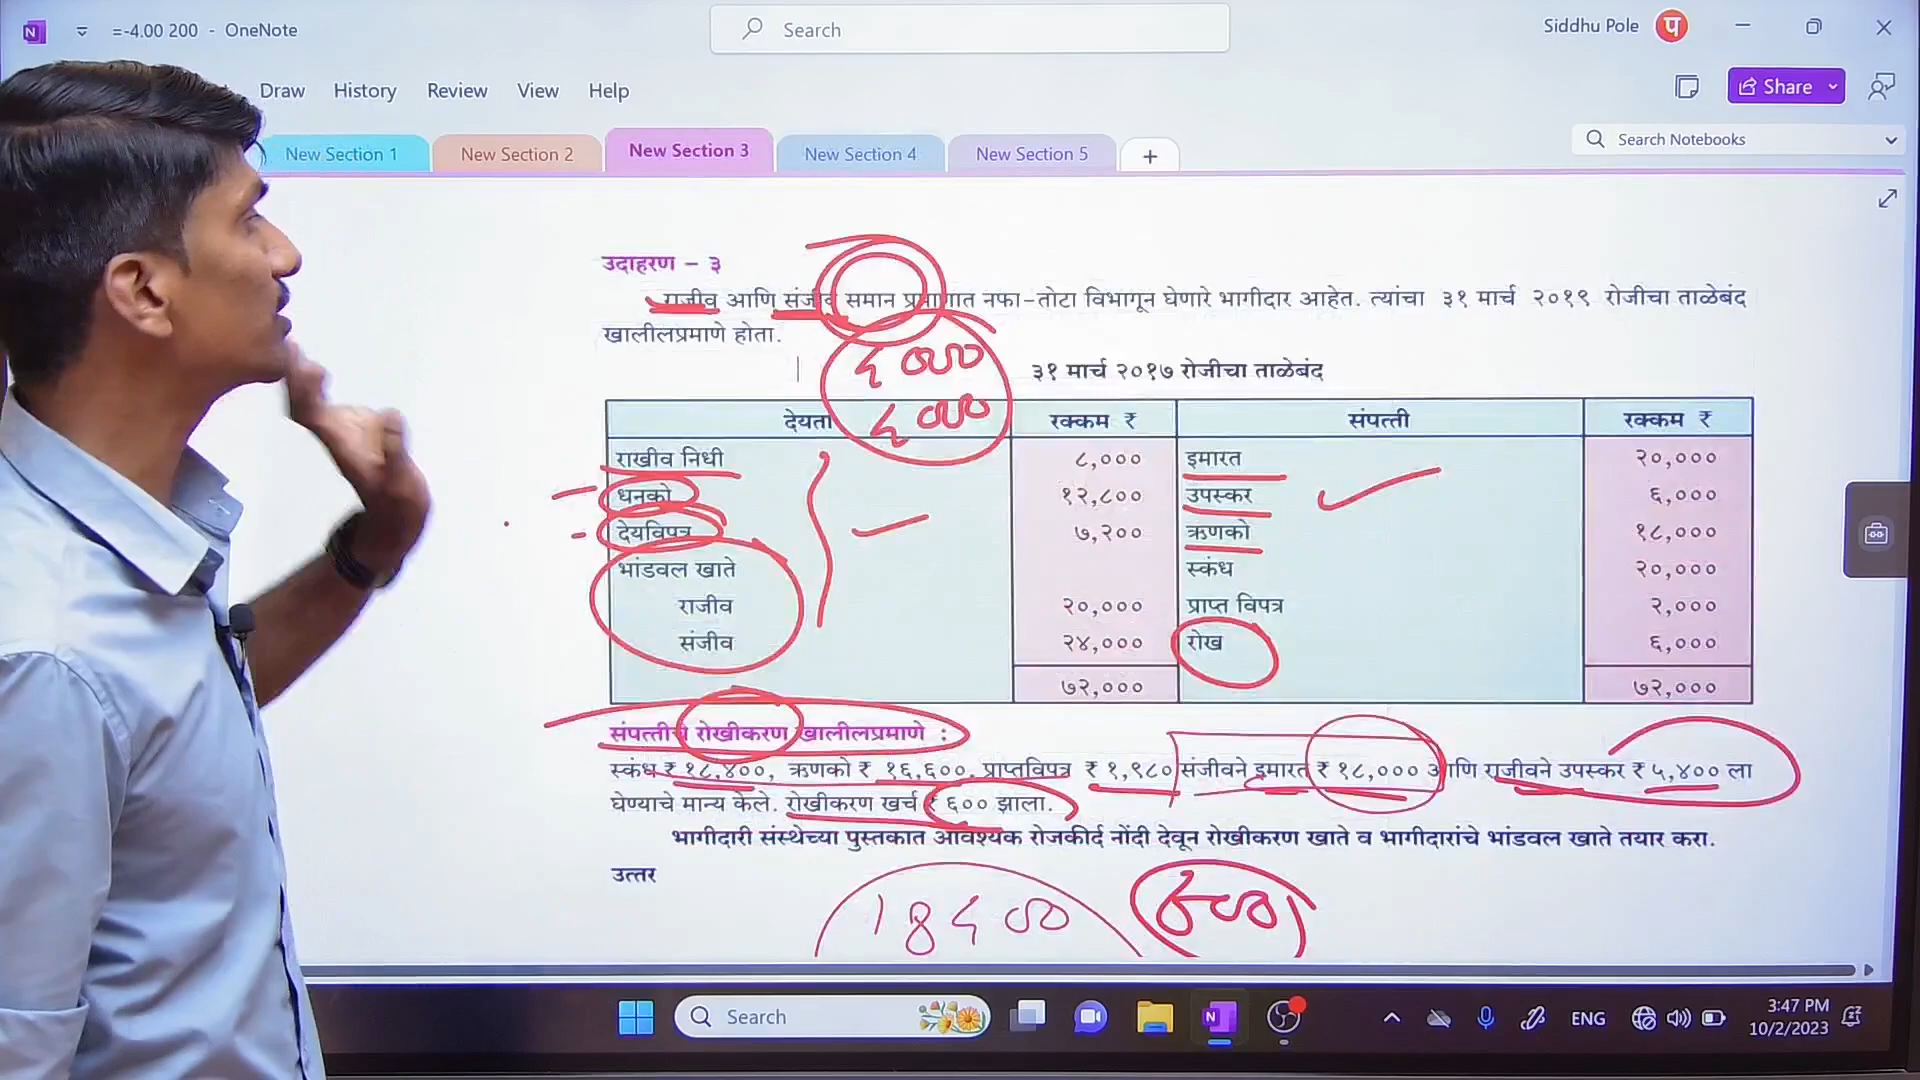 =-4.00 200 - OneNote
Search
Siddhu Pole
प
Draw History Review View Help
Share
New Section 1 New Section 2 New Section 3 New Section 4 New Section 5 +
Search Notebooks
उदाहरण – ३
राजीव आणि संजीव समान प्रमाणात नफा-तोटा विभागून घेणारे भागीदार आहेत. त्यांचा ३१ मार्च २०१९ रोजीचा ताळेबंद
खालीलप्रमाणे होता.
३१ मार्च २०१७ रोजीचा ताळेबंद
देयता रक्कम ₹ संपत्ती रक्कम ₹
राखीव निधी ८,००० इमारत २०,०००
धनको १२,८०० उपस्कर ६,०००
देयविपत्र ७,२०० ऋणको १८,०००
भांडवल खाते स्कंध २०,०००
राजीव २०,००० प्राप्त विपत्र २,०००
संजीव २४,००० रोख ६,०००
७२,००० ७२,०००
संपत्तीचे रोखीकरण खालीलप्रमाणे :
स्कंध ₹ १८,४००, ऋणको ₹ १६,६००, प्राप्तविपत्र ₹ १,९८० संजीवने इमारत ₹ १८,००० आणि राजीवने उपस्कर ₹ ५,४०० ला
घेण्याचे मान्य केले. रोखीकरण खर्च ₹ ६०० झाला.
भागीदारी संस्थेच्या पुस्तकात आवश्यक रोजकीर्द नोंदी देवून रोखीकरण खाते व भागीदारांचे भांडवल खाते तयार करा.
उत्तर
Search
ENG
3:47 PM
10/2/2023